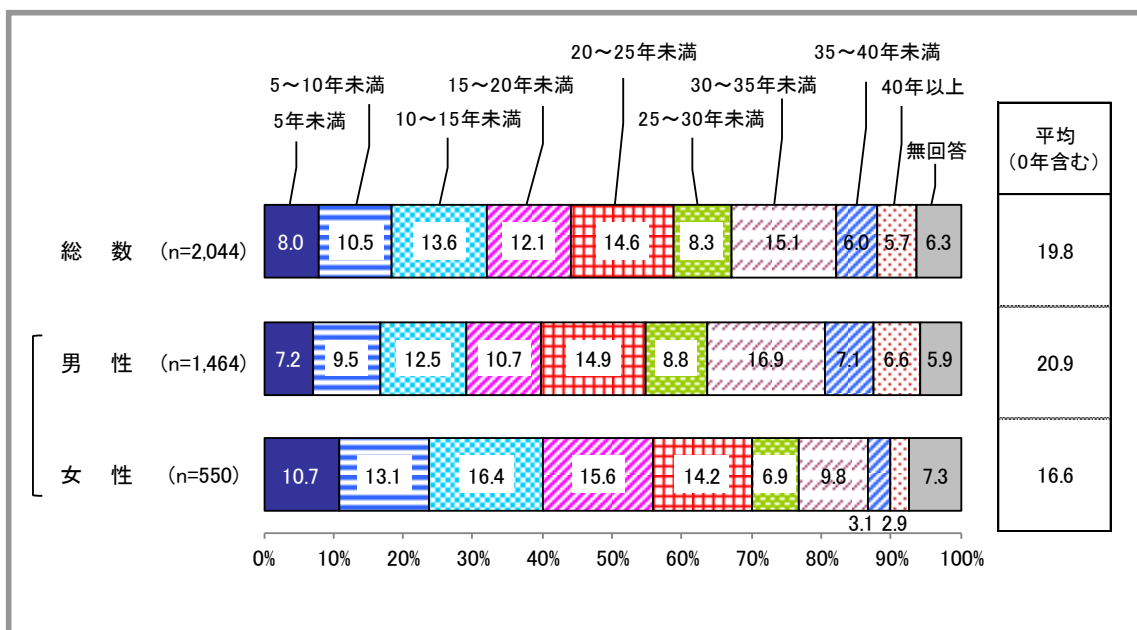 20～25年未満
35～40年未満
5～10年未満
15～20年未満
30～35年未満
40年以上
5年未満
10～15年未満
25～30年未満
無回答
平均
(0年含む)
総　数 (n=2,044) 8.0 10.5 13.6 12.1 14.6 8.3 15.1 6.0 5.7 6.3 19.8
男　性 (n=1,464) 7.2 9.5 12.5 10.7 14.9 8.8 16.9 7.1 6.6 5.9 20.9
女　性 (n=550) 10.7 13.1 16.4 15.6 14.2 6.9 9.8 3.1 2.9 7.3 16.6
0% 10% 20% 30% 40% 50% 60% 70% 80% 90% 100%